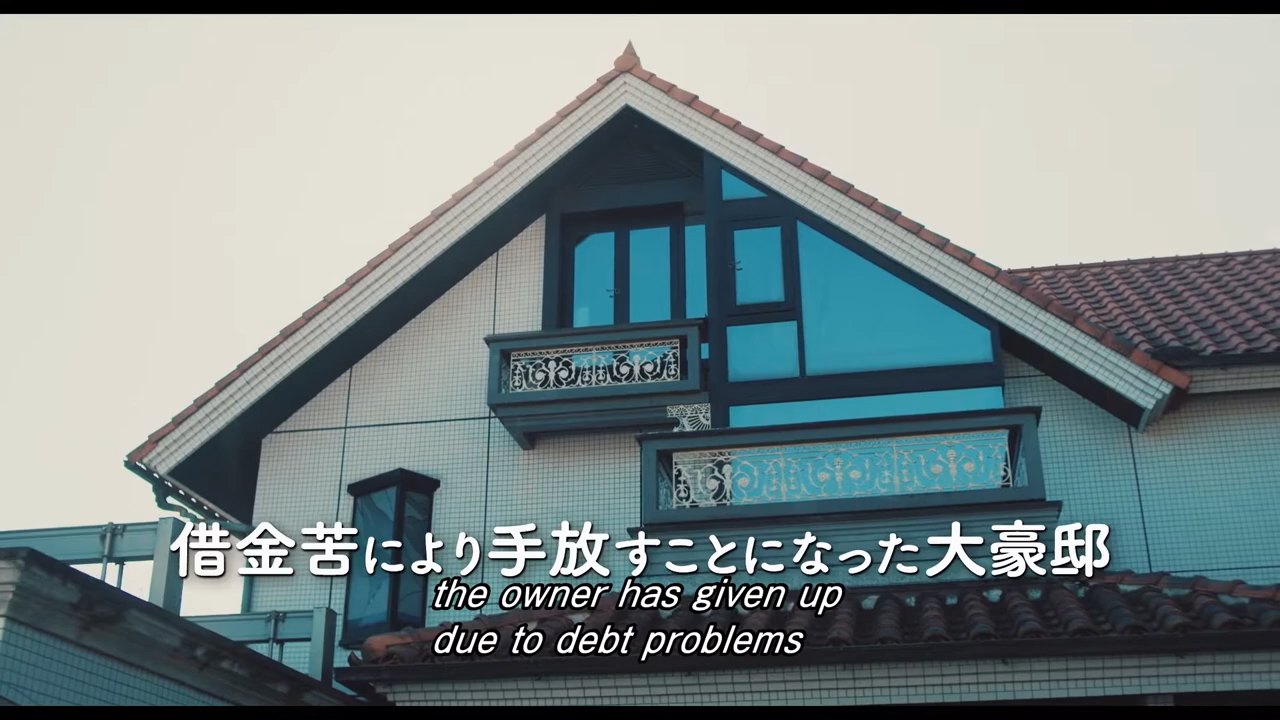 借金苦により手放すことになった大豪邸
the owner has given up
due to debt problems